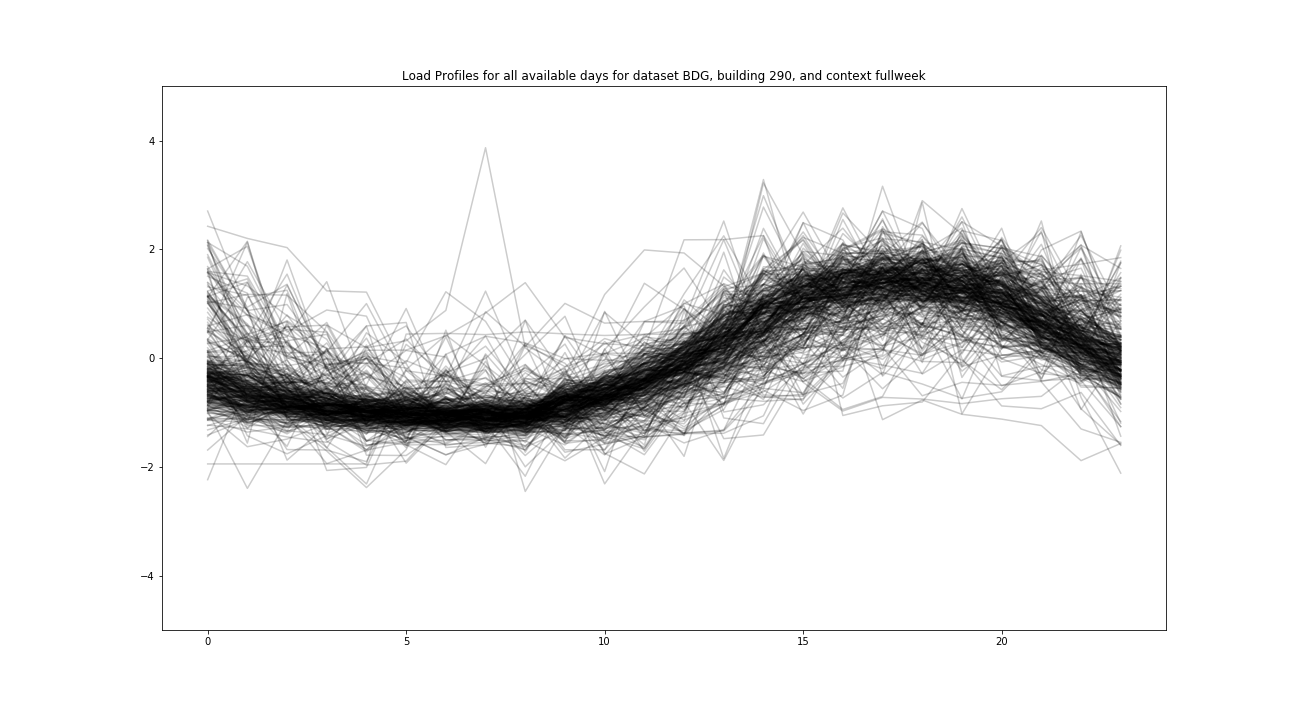 Load Profiles for all available days for dataset BDG, building 290, and context fullweek
4
2
0
−2
−4
0 5 10 15 20